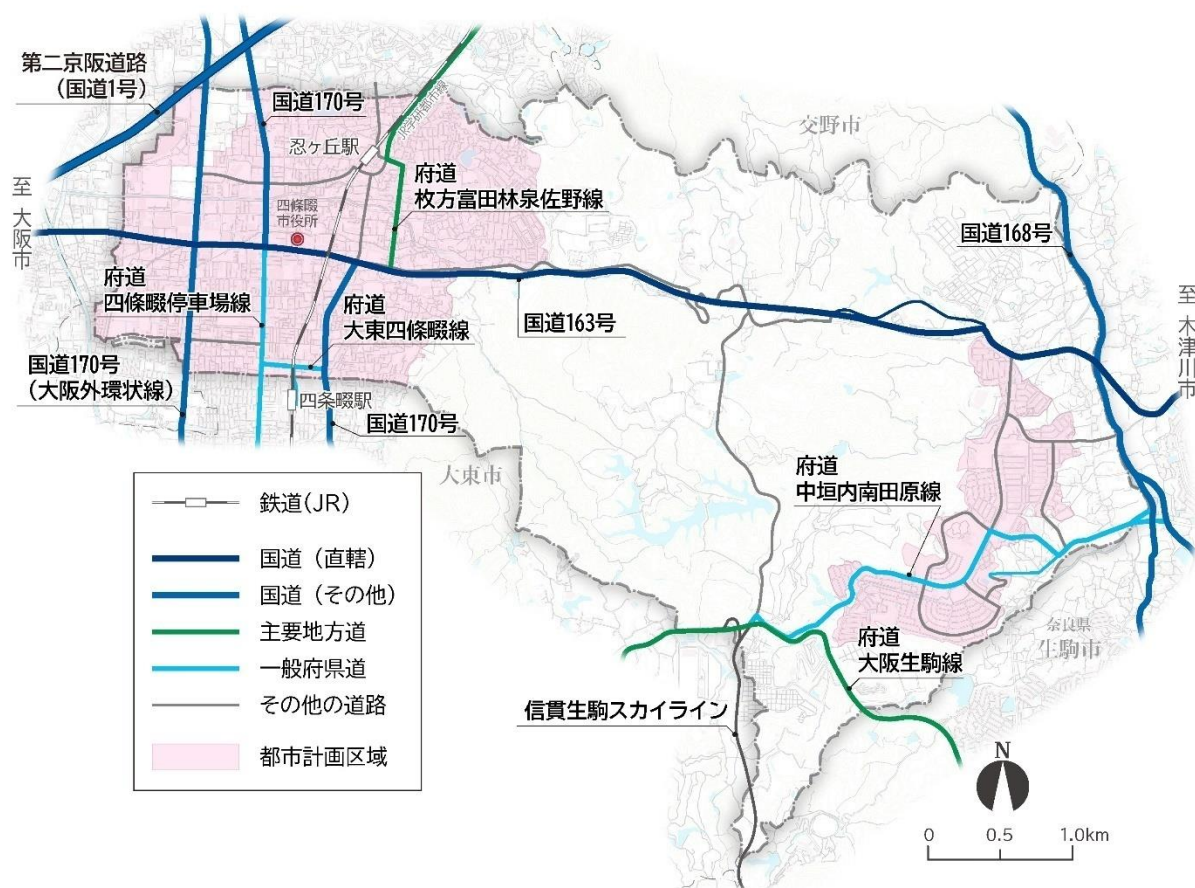 第二京阪道路
(国道1号)
国道170号
JR学研都市線
忍ヶ丘駅
交野市
府道
枚方富田林泉佐野線
至 大阪市
四條畷
市役所
国道168号
府道
四條畷停車場線
府道
大東四條畷線
国道163号
至 木津川市
国道170号
(大阪外環状線)
四条畷駅
国道170号
大東市
府道
中垣内南田原線
鉄道(JR)
国道（直轄）
国道（その他）
主要地方道
一般府県道
その他の道路
都市計画区域
奈良県
生駒市
府道
大阪生駒線
信貴生駒スカイライン
N
0 0.5 1.0km